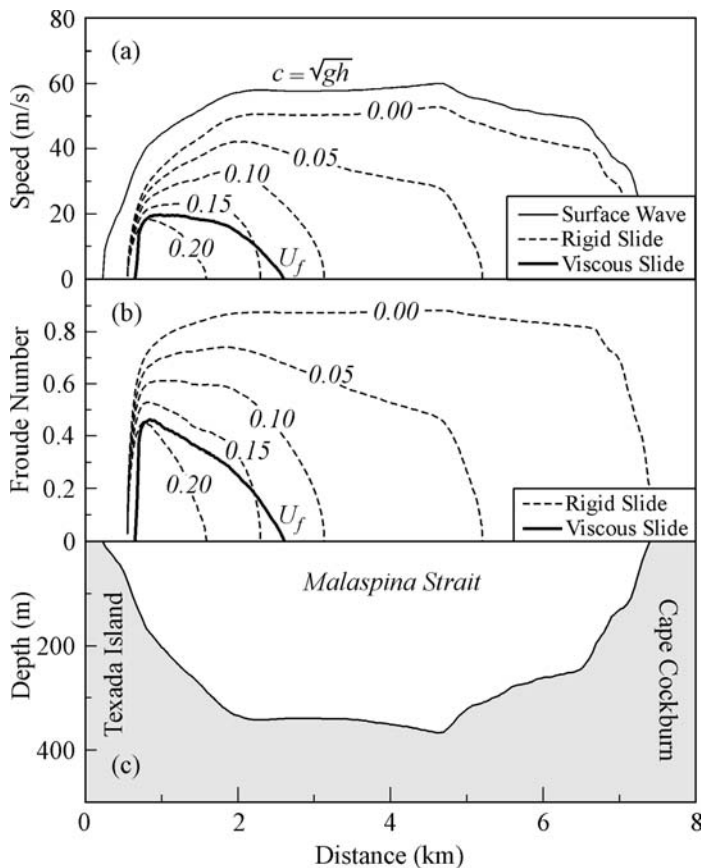 80
(a)
c = √gh
60
0.00
40
0.05
0.10
20
0.15
0.20
U_f
0
Speed (m/s)
Surface Wave
Rigid Slide
Viscous Slide
(b)
0.00
0.8
0.05
0.6
0.10
0.4
0.15
0.2
0.20
U_f
0
Froude Number
Rigid Slide
Viscous Slide
Malaspina Strait
Depth (m)
200
400
Texada Island
Cape Cockburn
(c)
0
2
4
6
8
Distance (km)